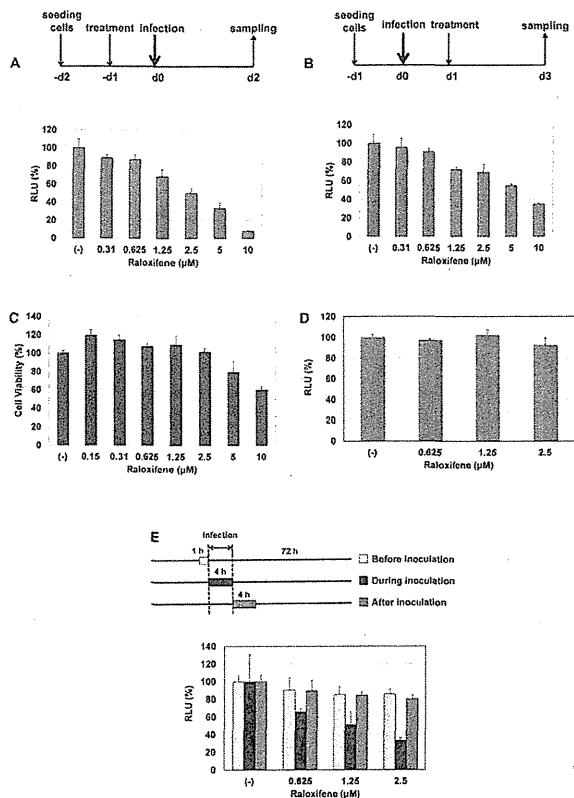 seeding cells treatment infection sampling
A
-d2 -d1 d0 d2
seeding cells infection treatment sampling
B
-d1 d0 d1 d3
RLU (%)
120
100
80
60
40
20
0
(-) 0.31 0.625 1.25 2.5 5 10
Raloxifene (μM)
RLU (%)
120
100
80
60
40
20
0
(-) 0.31 0.625 1.25 2.5 5 10
Raloxifene (μM)
C
Cell Viability (%)
140
120
100
80
60
40
20
0
(-) 0.15 0.31 0.625 1.25 2.5 5 10
Raloxifene (μM)
D
RLU (%)
120
100
80
60
40
20
0
(-) 0.625 1.25 2.5
Raloxifene (μM)
E
Infection
1 h 72 h
4 h
4 h
Before inoculation
During inoculation
After inoculation
RLU (%)
140
120
100
80
60
40
20
0
(-) 0.625 1.25 2.5
Raloxifene (μM)